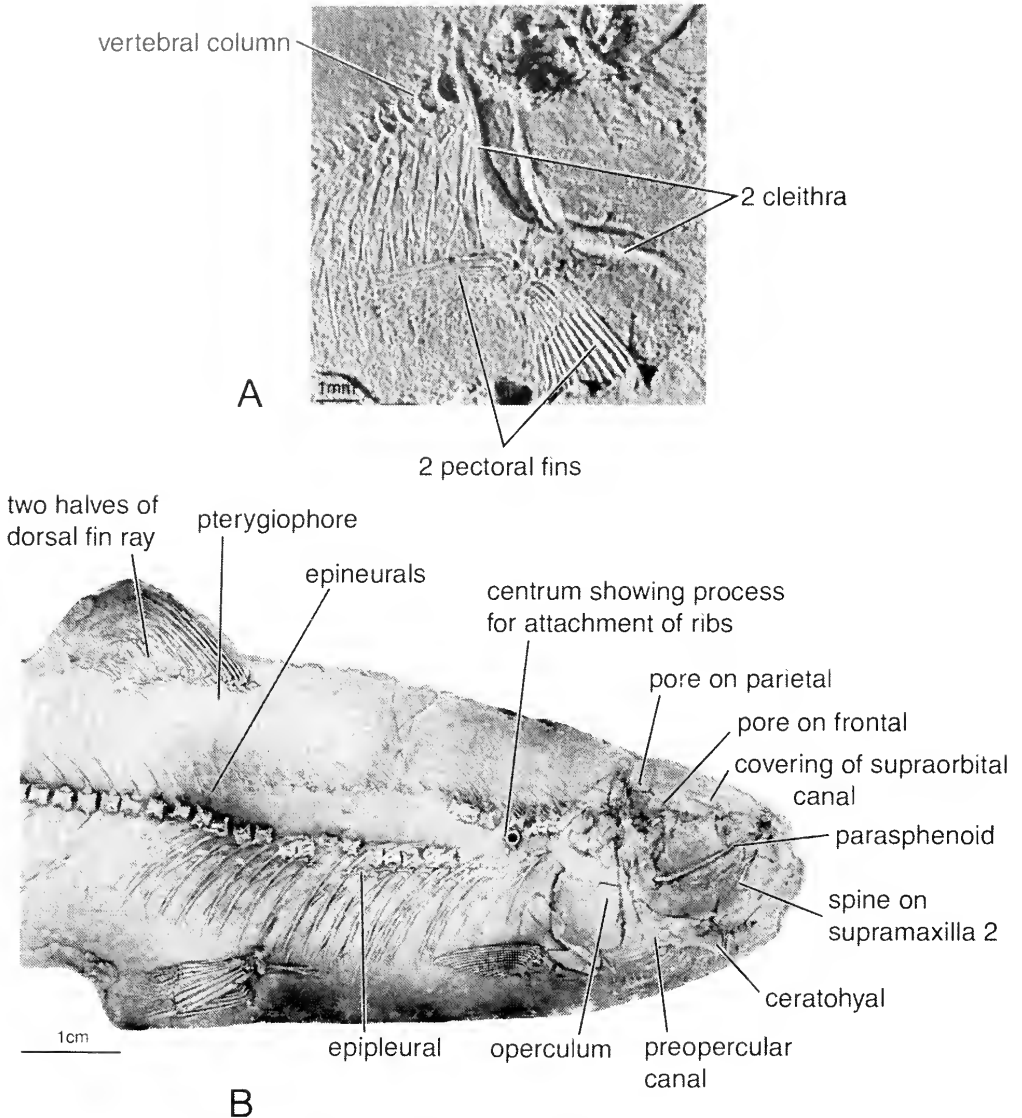 vertebral column
2 cleithra
1mm
A
2 pectoral fins
two halves of
dorsal fin ray
pterygiophore
epineurals
centrum showing process
for attachment of ribs
pore on parietal
pore on frontal
covering of supraorbital
canal
parasphenoid
spine on
supramaxilla 2
ceratohyal
1cm
epipleural
operculum
preopercular
canal
B